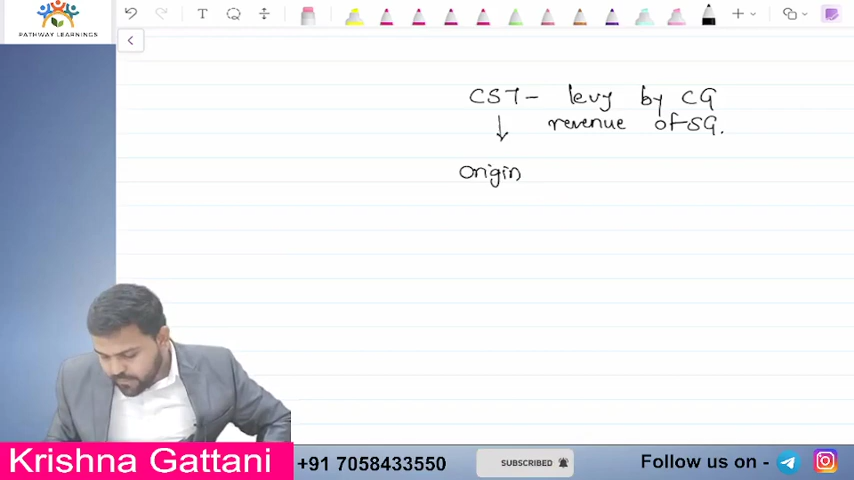 PATHWAY LEARNINGS
T
CST - levy by CG
revenue of SG.
↓
Origin
Krishna Gattani
+91 7058433550
SUBSCRIBED
Follow us on -